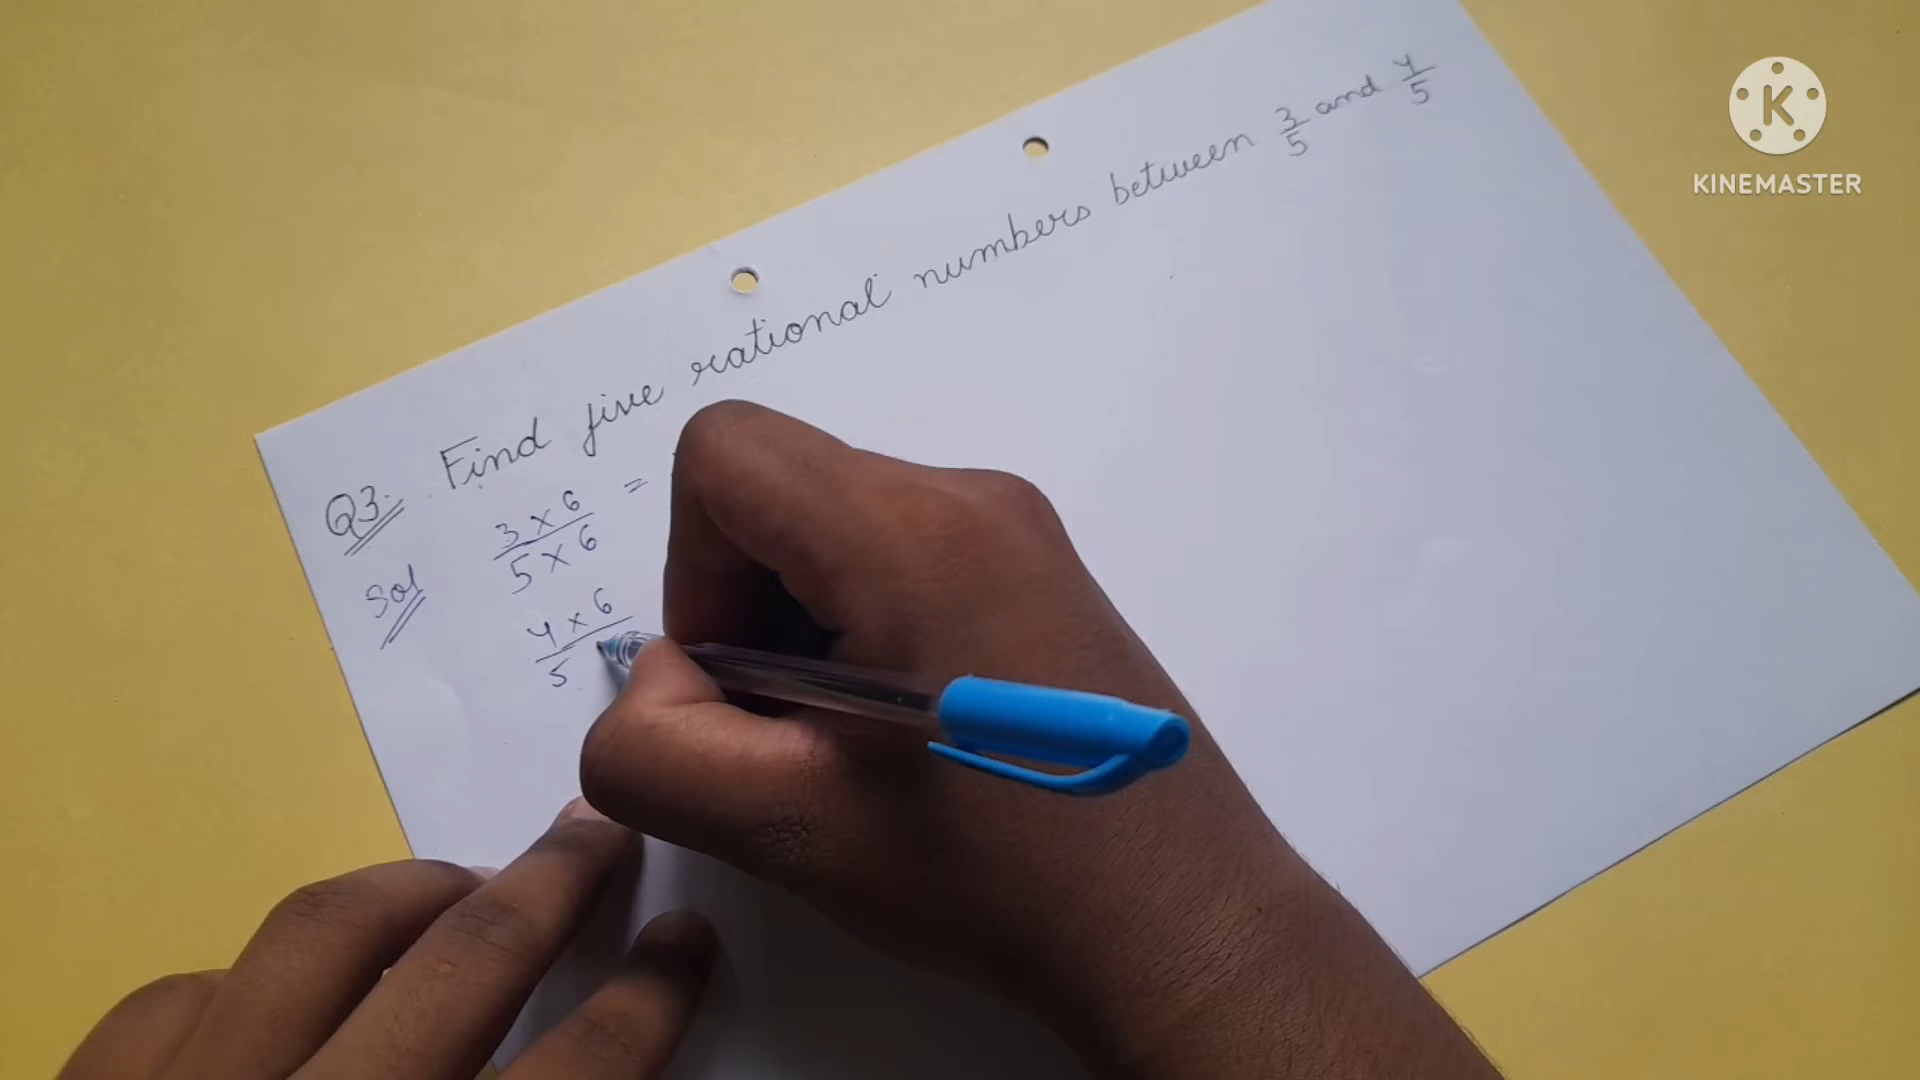 Q3. Find five rational numbers between 3/5 and 4/5
Sol 3 × 6 / 5 × 6 =
4 × 6 / 5
K
KINEMASTER